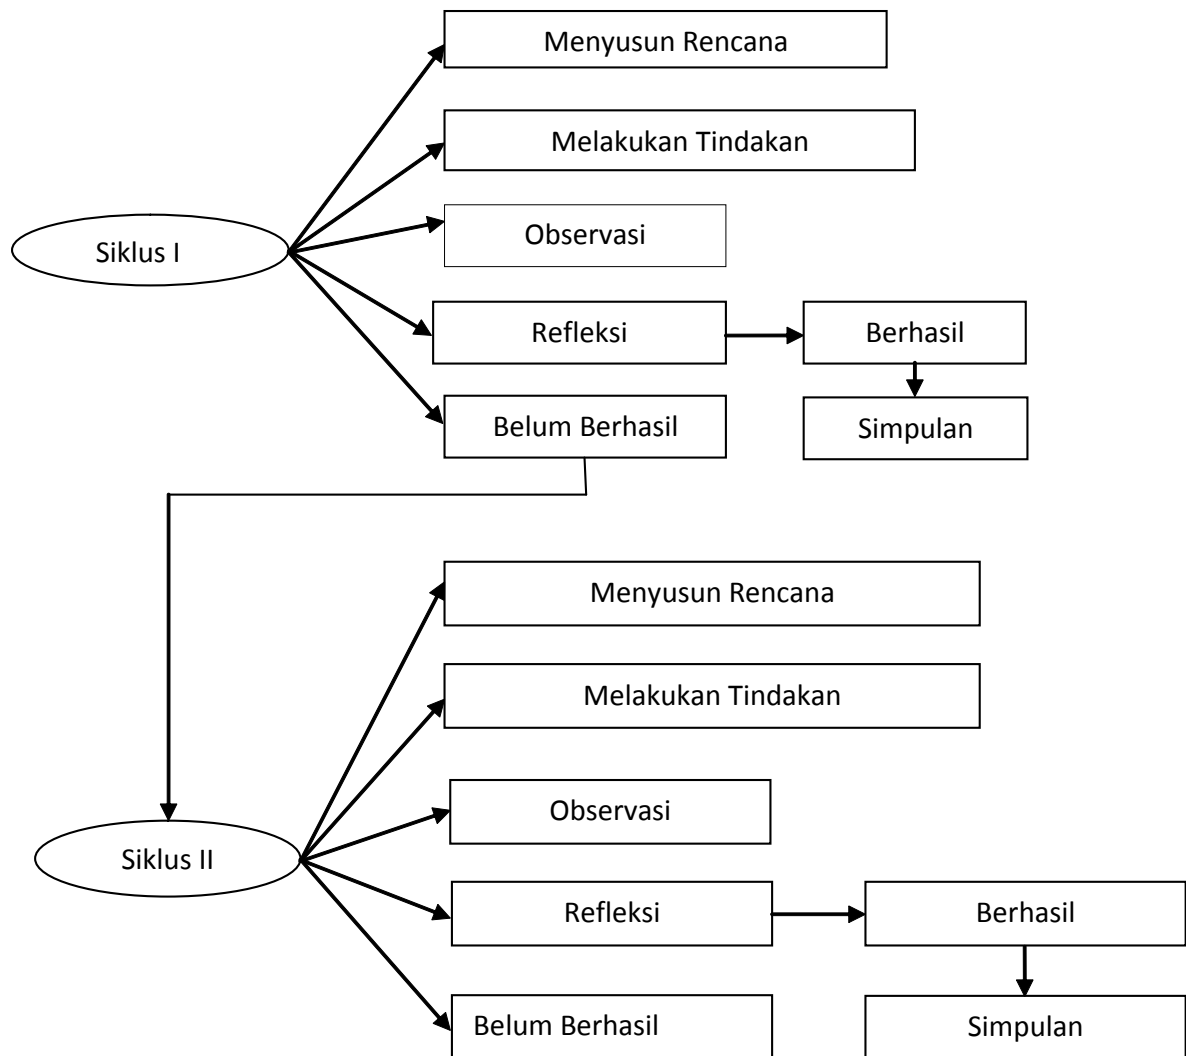 Menyusun Rencana
Melakukan Tindakan
Observasi
Siklus I
Refleksi
Berhasil
Belum Berhasil
Simpulan
Menyusun Rencana
Melakukan Tindakan
Observasi
Siklus II
Refleksi
Berhasil
Belum Berhasil
Simpulan